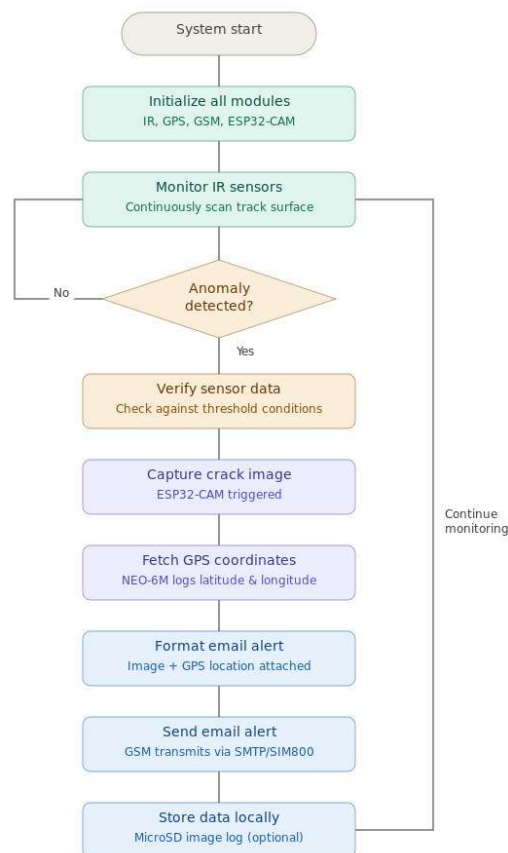 System start
Initialize all modules
IR, GPS, GSM, ESP32-CAM
Monitor IR sensors
Continuously scan track surface
Anomaly
detected?
No
Yes
Verify sensor data
Check against threshold conditions
Capture crack image
ESP32-CAM triggered
Continue
monitoring
Fetch GPS coordinates
NEO-6M logs latitude & longitude
Format email alert
Image + GPS location attached
Send email alert
GSM transmits via SMTP/SIM800
Store data locally
MicroSD image log (optional)